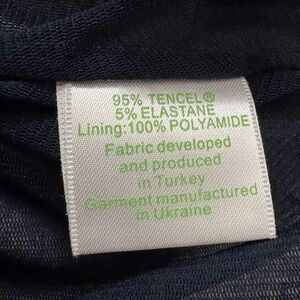 95% TENCEL®
5% ELASTANE
Lining:100% POLYAMIDE
Fabric developed
and produced
in Turkey
Garment manufactured
in Ukraine